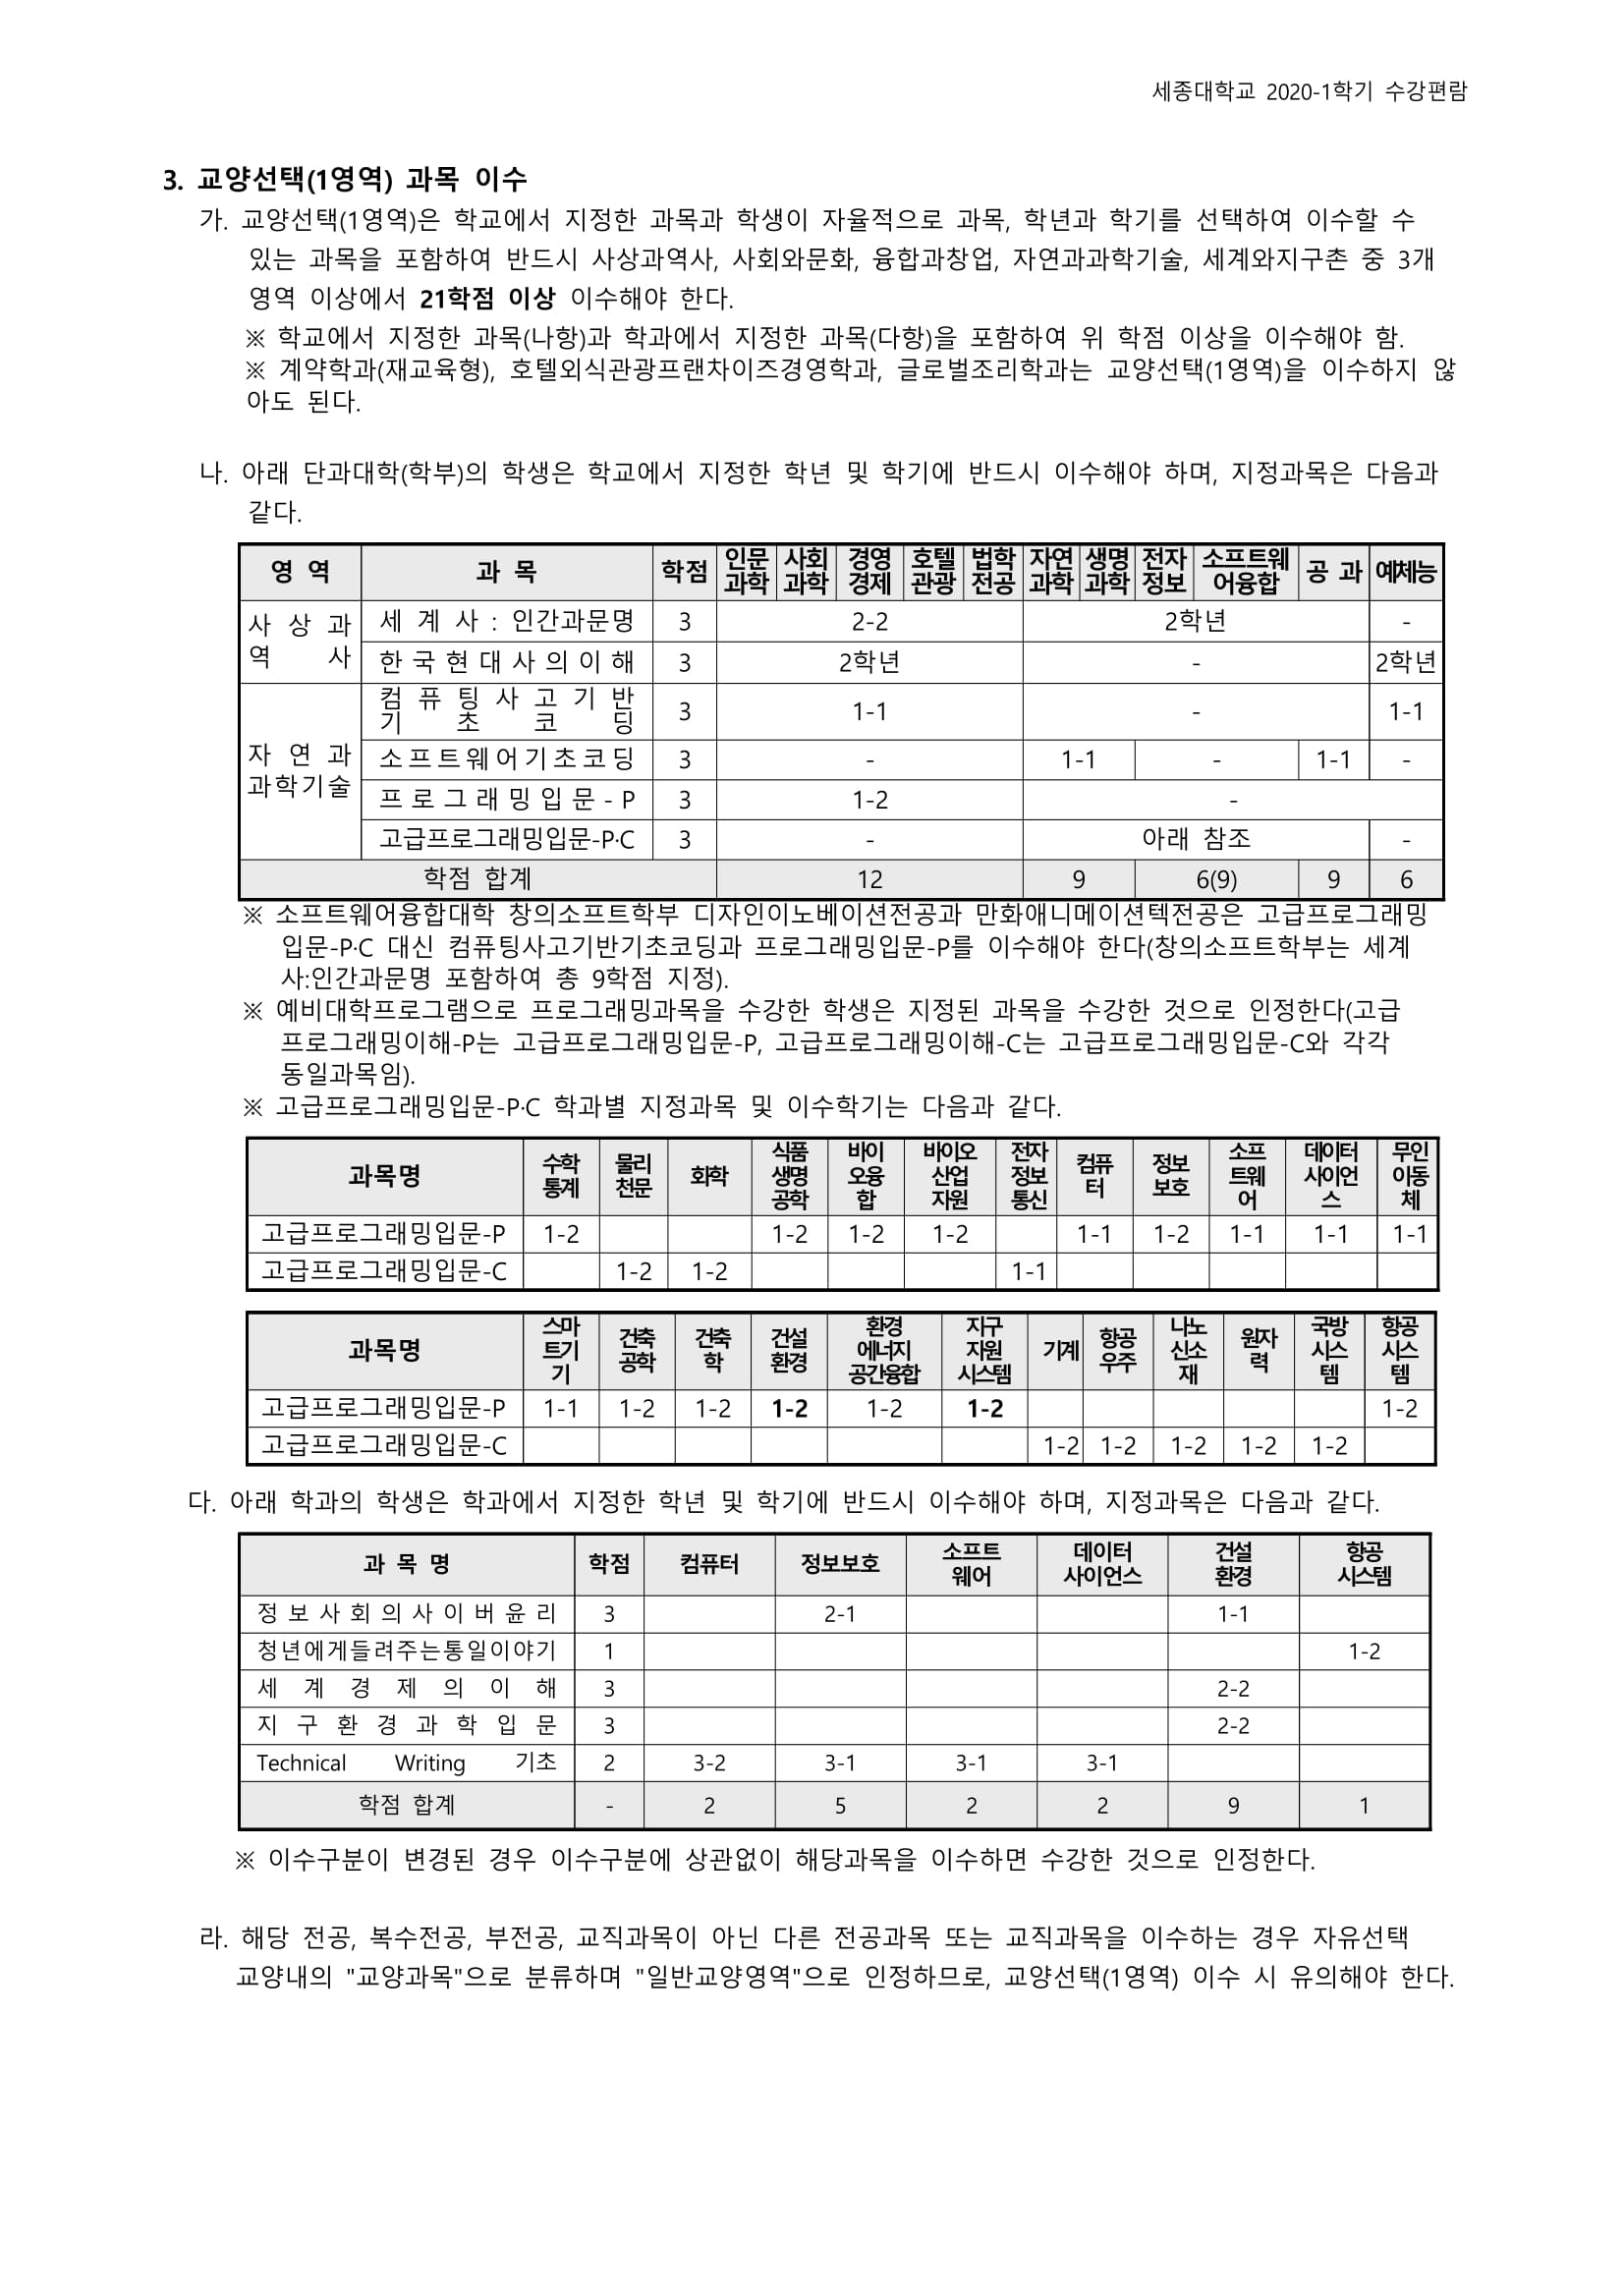 세종대학교 2020-1학기 수강편람
3. 교양선택(1영역) 과목 이수
가. 교양선택(1영역)은 학교에서 지정한 과목과 학생이 자율적으로 과목, 학년과 학기를 선택하여 이수할 수
있는 과목을 포함하여 반드시 사상과역사, 사회와문화, 융합과창업, 자연과과학기술, 세계와지구촌 중 3개
영역 이상에서 21학점 이상 이수해야 한다.
※ 학교에서 지정한 과목(나항)과 학과에서 지정한 과목(다항)을 포함하여 위 학점 이상을 이수해야 함.
※ 계약학과(재교육형), 호텔외식관광프랜차이즈경영학과, 글로벌조리학과는 교양선택(1영역)을 이수하지 않
아도 된다.
나. 아래 단과대학(학부)의 학생은 학교에서 지정한 학년 및 학기에 반드시 이수해야 하며, 지정과목은 다음과
같다.
영 역 과 목 학점 인문과학 사회과학 경영경제 호텔관광 법학전공 자연과학 생명과학 전자정보 소프트웨어융합 공 과 예체능
사 상 과 역 사 세 계 사 : 인간과문명 3 2-2 2학년 -
한 국 현 대 사 의 이 해 3 2학년 - 2학년
자 연 과 과학기술 컴 퓨 팅 사 고 기 반 기 초 코 딩 3 1-1 - 1-1
소 프 트 웨 어 기 초 코 딩 3 - 1-1 - 1-1 -
프 로 그 래 밍 입 문 - P 3 1-2 -
고급프로그래밍입문-P·C 3 - 아래 참조 -
학점 합계 12 9 6(9) 9 6
※ 소프트웨어융합대학 창의소프트학부 디자인이노베이션전공과 만화애니메이션텍전공은 고급프로그래밍
입문-P·C 대신 컴퓨팅사고기반기초코딩과 프로그래밍입문-P를 이수해야 한다(창의소프트학부는 세계
사:인간과문명 포함하여 총 9학점 지정).
※ 예비대학프로그램으로 프로그래밍과목을 수강한 학생은 지정된 과목을 수강한 것으로 인정한다(고급
프로그래밍이해-P는 고급프로그래밍입문-P, 고급프로그래밍이해-C는 고급프로그래밍입문-C와 각각
동일과목임).
※ 고급프로그래밍입문-P·C 학과별 지정과목 및 이수학기는 다음과 같다.
과목명 수학통계 물리천문 화학 식품생명공학 바이오융합 바이오산업자원 전자정보통신 컴퓨터 정보보호 소프트웨어 데이터사이언스 무인이동체
고급프로그래밍입문-P 1-2 1-2 1-2 1-2 1-1 1-2 1-1 1-1 1-1
고급프로그래밍입문-C 1-2 1-2 1-1
과목명 스마트기기 건축공학 건축학 건설환경 환경에너지공간융합 지구자원시스템 기계 항공우주 나노신소재 원자력 국방시스템 항공시스템
고급프로그래밍입문-P 1-1 1-2 1-2 1-2 1-2 1-2 1-2
고급프로그래밍입문-C 1-2 1-2 1-2 1-2 1-2
다. 아래 학과의 학생은 학과에서 지정한 학년 및 학기에 반드시 이수해야 하며, 지정과목은 다음과 같다.
과 목 명 학점 컴퓨터 정보보호 소프트웨어 데이터사이언스 건설환경 항공시스템
정 보 사 회 의 사 이 버 윤 리 3 2-1 1-1
청년에게들려주는통일이야기 1 1-2
세 계 경 제 의 이 해 3 2-2
지 구 환 경 과 학 입 문 3 2-2
Technical Writing 기초 2 3-2 3-1 3-1 3-1
학점 합계 - 2 5 2 2 9 1
※ 이수구분이 변경된 경우 이수구분에 상관없이 해당과목을 이수하면 수강한 것으로 인정한다.
라. 해당 전공, 복수전공, 부전공, 교직과목이 아닌 다른 전공과목 또는 교직과목을 이수하는 경우 자유선택
교양내의 "교양과목"으로 분류하며 "일반교양영역"으로 인정하므로, 교양선택(1영역) 이수 시 유의해야 한다.